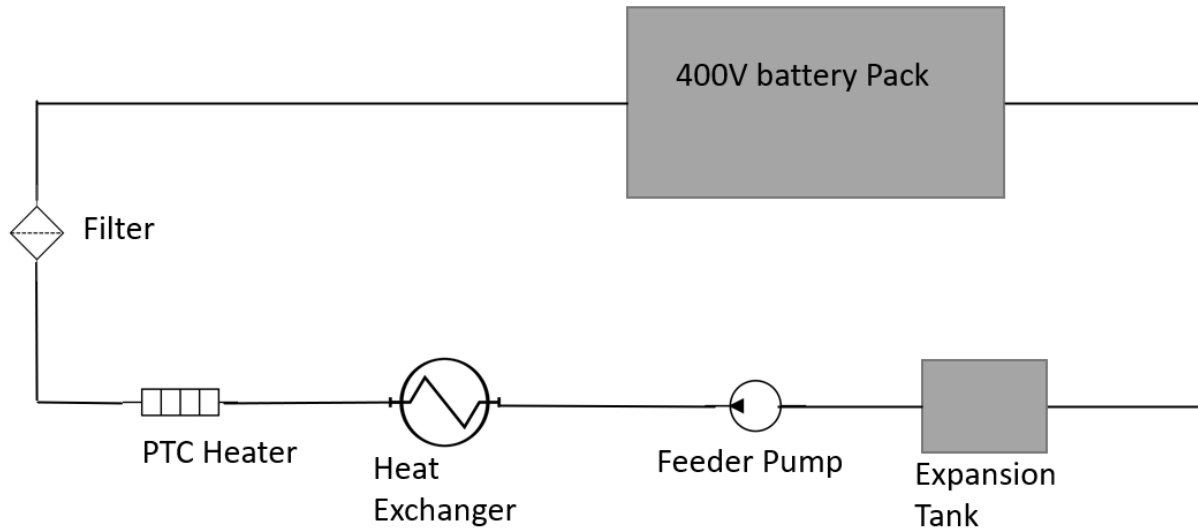 400V battery Pack
Filter
PTC Heater
Heat
Exchanger
Feeder Pump
Expansion
Tank